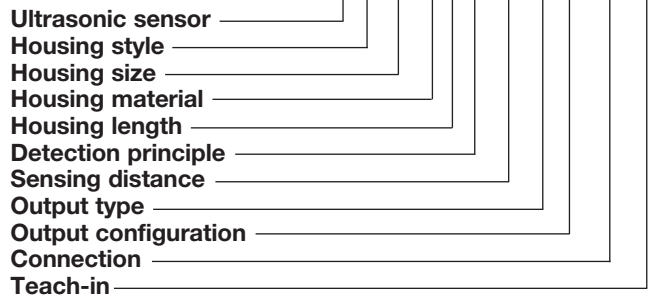 Ultrasonic sensor
Housing style
Housing size
Housing material
Housing length
Detection principle
Sensing distance
Output type
Output configuration
Connection
Teach-in